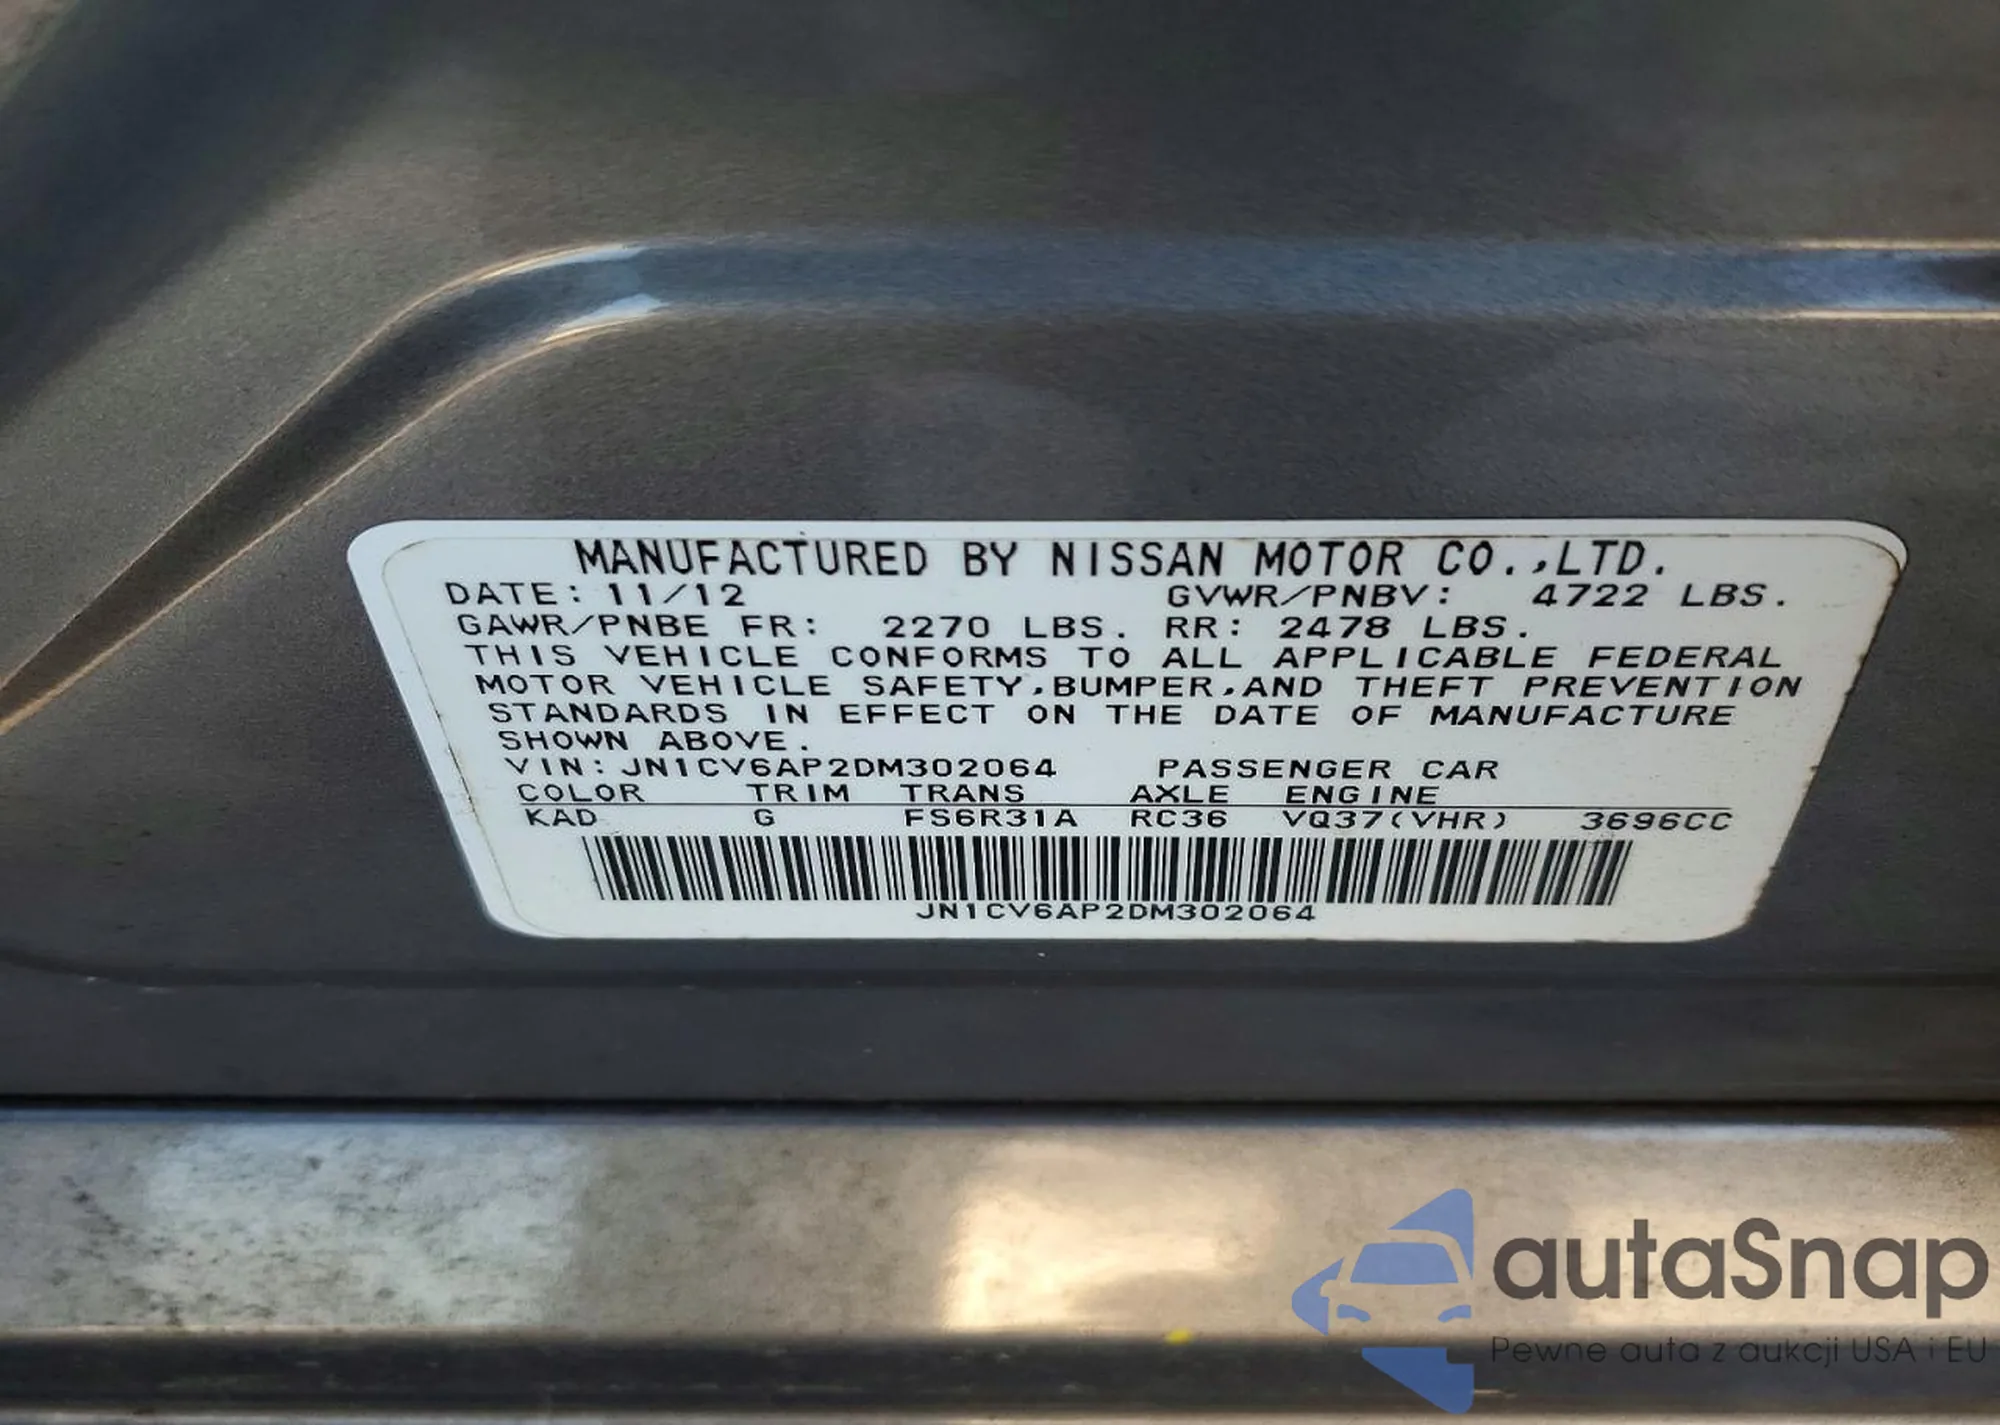 MANUFACTURED BY NISSAN MOTOR CO.,LTD.
DATE: 11/12 GVWR/PNBV: 4722 LBS.
GAWR/PNBE FR: 2270 LBS. RR: 2478 LBS.
THIS VEHICLE CONFORMS TO ALL APPLICABLE FEDERAL
MOTOR VEHICLE SAFETY,BUMPER,AND THEFT PREVENTION
STANDARDS IN EFFECT ON THE DATE OF MANUFACTURE
SHOWN ABOVE.
VIN: JN1CV6AP2DM302064 PASSENGER CAR
COLOR TRIM TRANS AXLE ENGINE
KAD G FS6R31A RC36 VQ37(VHR) 3696CC
JN1CV6AP2DM302064
autaSnap
Pewne auta z aukcji USA i EU